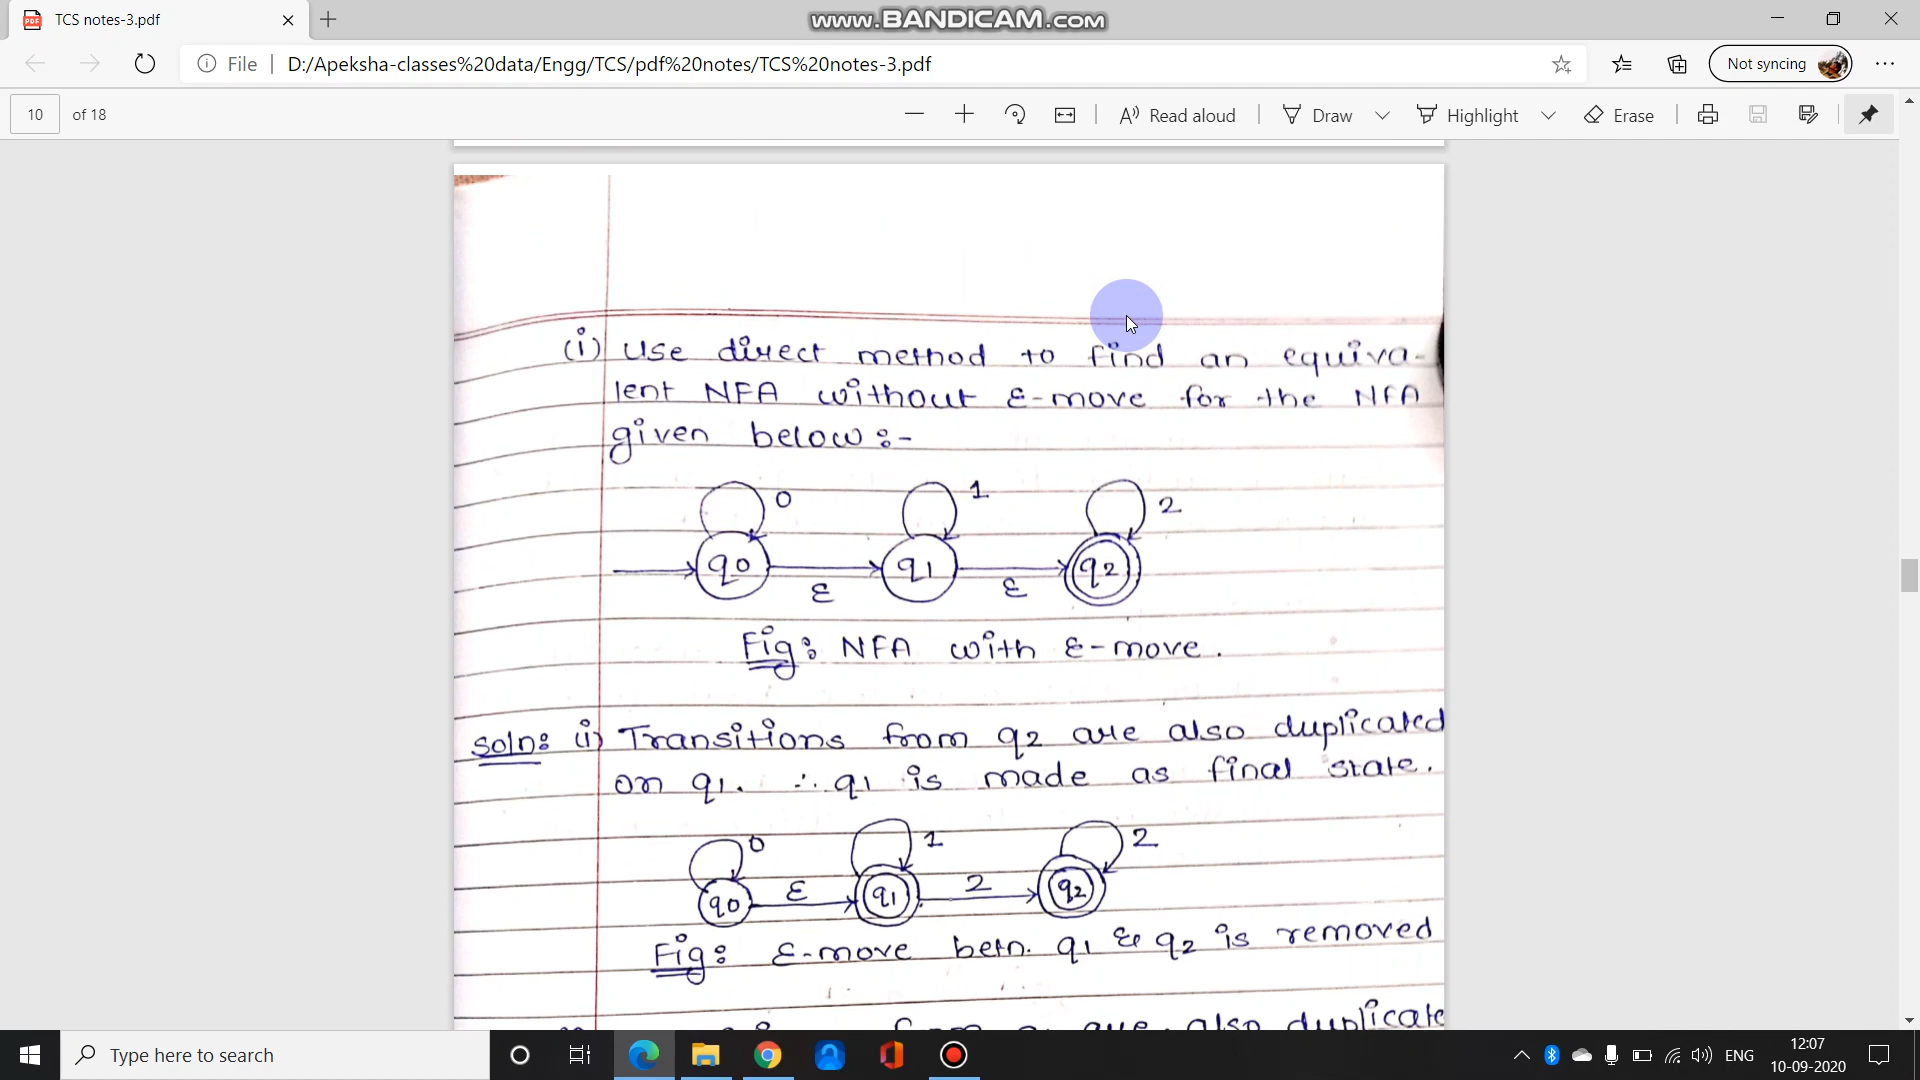 TCS notes-3.pdf
www.BANDICAM.com
File
D:/Apeksha-classes%20data/Engg/TCS/pdf%20notes/TCS%20notes-3.pdf
Not syncing
10 of 18
Read aloud
Draw
Highlight
Erase
(i) Use direct method to find an equiva-
lent NFA without ε-move for the NFA
given below:-
0 1 2
q0 ε q1 ε q2
Fig: NFA with ε-move.
soln: (i) Transitions from q2 are also duplicated
on q1. ∴ q1 is made as final state.
0 1 2
q0 ε q1 2 q2
Fig: ε-move betn. q1 & q2 is removed
are also duplicate
Type here to search
ENG
12:07
10-09-2020